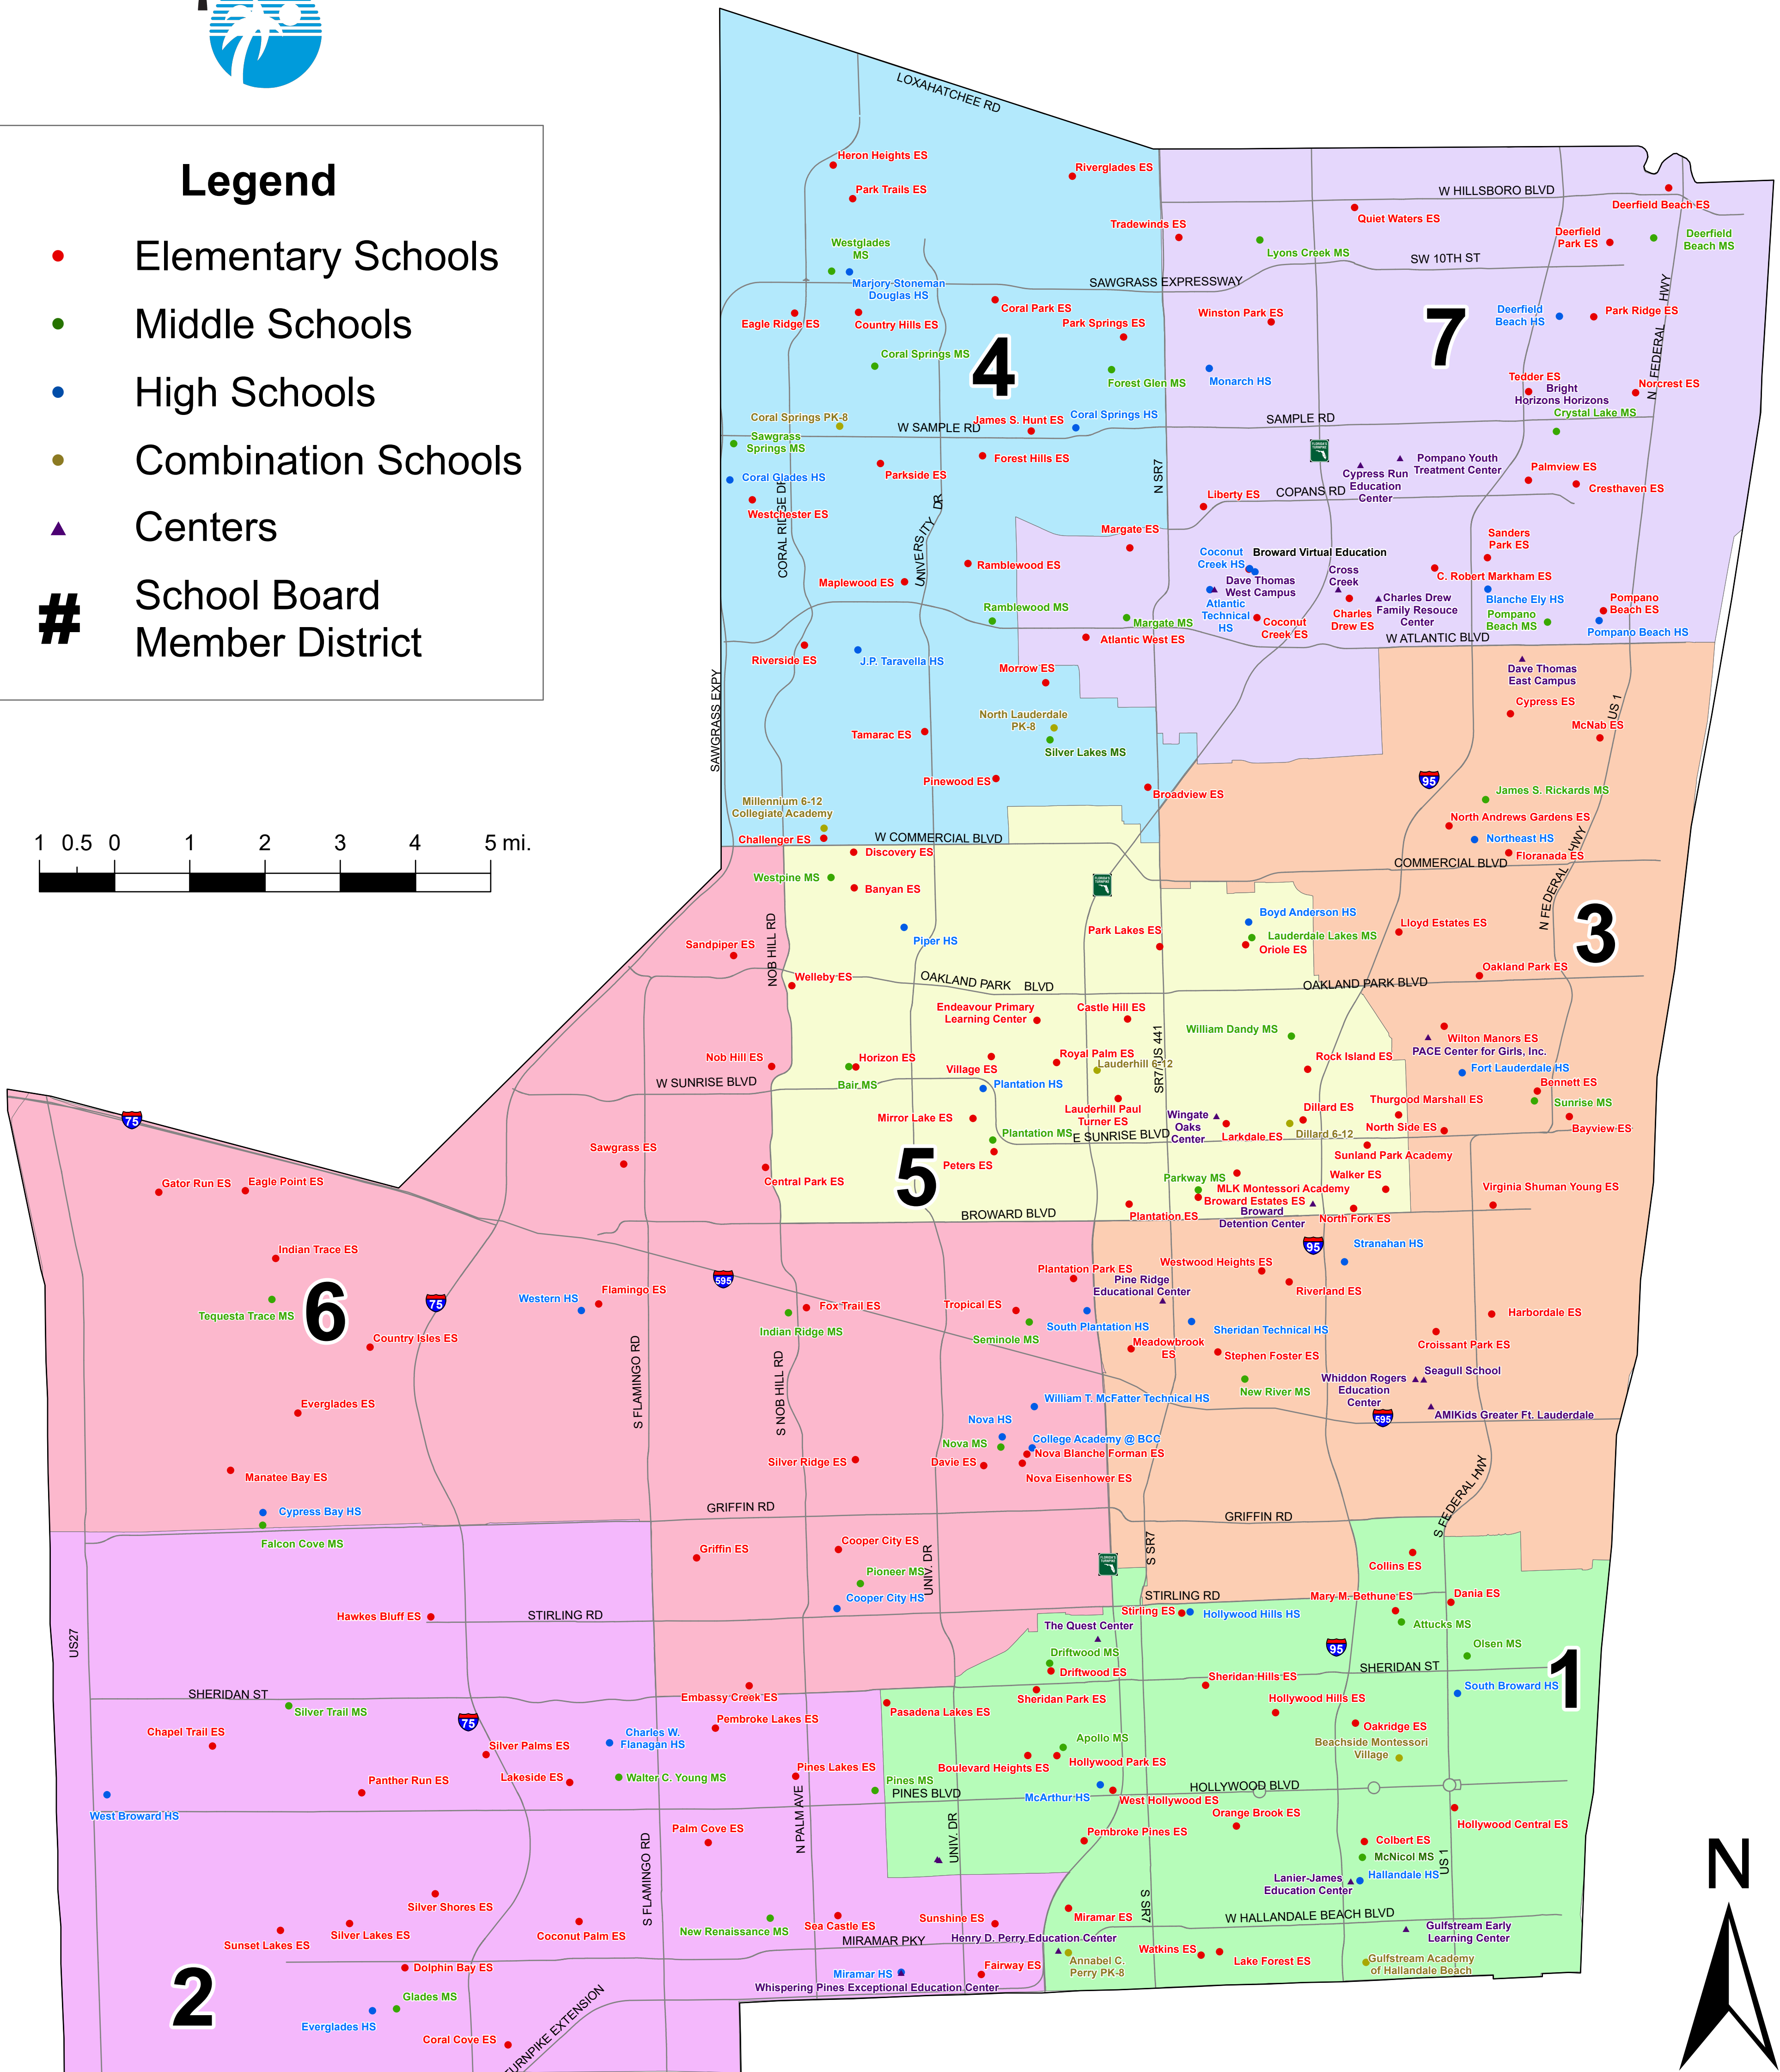 Legend
Elementary Schools
Middle Schools
High Schools
Combination Schools
Centers
#
School Board
Member District
1 0.5 0 1 2 3 4 5 mi.
LOXAHATCHEE RD
Heron Heights ES
Riverglades ES
Park Trails ES
W HILLSBORO BLVD
Deerfield Beach ES
Quiet Waters ES
Tradewinds ES
Deerfield
Park ES
Deerfield
Beach MS
Westglades
MS
Lyons Creek MS
SW 10TH ST
Marjory Stoneman
Douglas HS
SAWGRASS EXPRESSWAY
N FEDERAL HWY
Coral Park ES
Winston Park ES
Deerfield
Beach HS
Park Ridge ES
Eagle Ridge ES
Country Hills ES
Park Springs ES
4
7
Coral Springs MS
Forest Glen MS
Monarch HS
Tedder ES
Norcrest ES
Bright
Horizons Horizons
Crystal Lake MS
Coral Springs PK-8
James S. Hunt ES
Coral Springs HS
W SAMPLE RD
SAMPLE RD
Sawgrass
Springs MS
Forest Hills ES
Pompano Youth
Treatment Center
Coral Glades HS
Parkside ES
N SR7
Cypress Run
Education
Center
Palmview ES
Cresthaven ES
Westchester ES
CORAL RIDGE DR
UNIVERSITY DR
Liberty ES
COPANS RD
Margate ES
Sanders
Park ES
Coconut
Creek HS
Broward Virtual Education
Maplewood ES
Ramblewood ES
Cross
Creek
C. Robert Markham ES
Dave Thomas
West Campus
Charles Drew
Family Resouce
Center
Blanche Ely HS
Pompano
Beach ES
Ramblewood MS
Margate MS
Atlantic
Technical
HS
Coconut
Creek ES
Charles
Drew ES
Pompano
Beach MS
Pompano Beach HS
Atlantic West ES
W ATLANTIC BLVD
Riverside ES
J.P. Taravella HS
Morrow ES
Dave Thomas
East Campus
SAWGRASS EXPY
Cypress ES
US 1
North Lauderdale
PK-8
McNab ES
Tamarac ES
Silver Lakes MS
Pinewood ES
95
Broadview ES
James S. Rickards MS
Millennium 6-12
Collegiate Academy
North Andrews Gardens ES
Challenger ES
W COMMERCIAL BLVD
Northeast HS
Discovery ES
COMMERCIAL BLVD
Floranada ES
N FEDERAL HWY
Westpine MS
Banyan ES
Boyd Anderson HS
3
NOB HILL RD
Piper HS
Park Lakes ES
Lauderdale Lakes MS
Lloyd Estates ES
Sandpiper ES
Oriole ES
Welleby ES
OAKLAND PARK BLVD
OAKLAND PARK BLVD
Oakland Park ES
Endeavour Primary
Learning Center
Castle Hill ES
William Dandy MS
SR7/US 441
Wilton Manors ES
PACE Center for Girls, Inc.
Nob Hill ES
Horizon ES
Village ES
Royal Palm ES
Lauderhill 6-12
Rock Island ES
Fort Lauderdale HS
W SUNRISE BLVD
Bair MS
Plantation HS
Bennett ES
75
Mirror Lake ES
Lauderhill Paul
Turner ES
Wingate
Oaks
Center
Dillard ES
Thurgood Marshall ES
Sunrise MS
Plantation MS
E SUNRISE BLVD
Larkdale ES
Dillard 6-12
North Side ES
Bayview ES
Sawgrass ES
Peters ES
Sunland Park Academy
5
Gator Run ES
Eagle Point ES
Central Park ES
Parkway MS
MLK Montessori Academy
Walker ES
Virginia Shuman Young ES
Broward Estates ES
BROWARD BLVD
Plantation ES
Broward
Detention Center
North Fork ES
Indian Trace ES
95
Stranahan HS
595
Plantation Park ES
Westwood Heights ES
Pine Ridge
Educational Center
Riverland ES
6
75
Tequesta Trace MS
Western HS
Flamingo ES
Fox Trail ES
Tropical ES
Harbordale ES
Indian Ridge MS
Seminole MS
South Plantation HS
Sheridan Technical HS
Country Isles ES
Meadowbrook
ES
Stephen Foster ES
Croissant Park ES
S FLAMINGO RD
S NOB HILL RD
Whiddon Rogers
Education
Center
Seagull School
Everglades ES
William T. McFatter Technical HS
New River MS
AMIKids Greater Ft. Lauderdale
595
Nova HS
Nova MS
College Academy @ BCC
Nova Blanche Forman ES
Manatee Bay ES
Silver Ridge ES
Davie ES
Nova Eisenhower ES
Cypress Bay HS
GRIFFIN RD
GRIFFIN RD
S FEDERAL HWY
Falcon Cove MS
Griffin ES
Cooper City ES
UNIV. DR
S SR7
Collins ES
Pioneer MS
Cooper City HS
Hawkes Bluff ES
STIRLING RD
STIRLING RD
Stirling ES
Hollywood Hills HS
Mary M. Bethune ES
Dania ES
US27
The Quest Center
Attucks MS
95
Olsen MS
Driftwood MS
Driftwood ES
SHERIDAN ST
1
SHERIDAN ST
Embassy Creek ES
Sheridan Park ES
Sheridan Hills ES
South Broward HS
Silver Trail MS
Pasadena Lakes ES
Hollywood Hills ES
Chapel Trail ES
75
Pembroke Lakes ES
Oakridge ES
Charles W.
Flanagan HS
Apollo MS
Beachside Montessori
Village
Silver Palms ES
Lakeside ES
Walter C. Young MS
Pines Lakes ES
Boulevard Heights ES
Hollywood Park ES
Panther Run ES
Pines MS
PINES BLVD
McArthur HS
HOLLYWOOD BLVD
West Hollywood ES
West Broward HS
N PALM AVE
UNIV. DR
Orange Brook ES
Hollywood Central ES
Palm Cove ES
Pembroke Pines ES
Colbert ES
S FLAMINGO RD
McNicol MS
US 1
N
Lanier-James
Education Center
Hallandale HS
Silver Shores ES
S SR7
Sunset Lakes ES
Silver Lakes ES
Coconut Palm ES
New Renaissance MS
Sea Castle ES
Sunshine ES
Miramar ES
W HALLANDALE BEACH BLVD
MIRAMAR PKY
Henry D. Perry Education Center
Gulfstream Early
Learning Center
Watkins ES
Lake Forest ES
Dolphin Bay ES
Fairway ES
Annabel C.
Perry PK-8
Gulfstream Academy
of Hallandale Beach
Miramar HS
Whispering Pines Exceptional Education Center
2
Glades MS
Everglades HS
Coral Cove ES
TURNPIKE EXTENSION